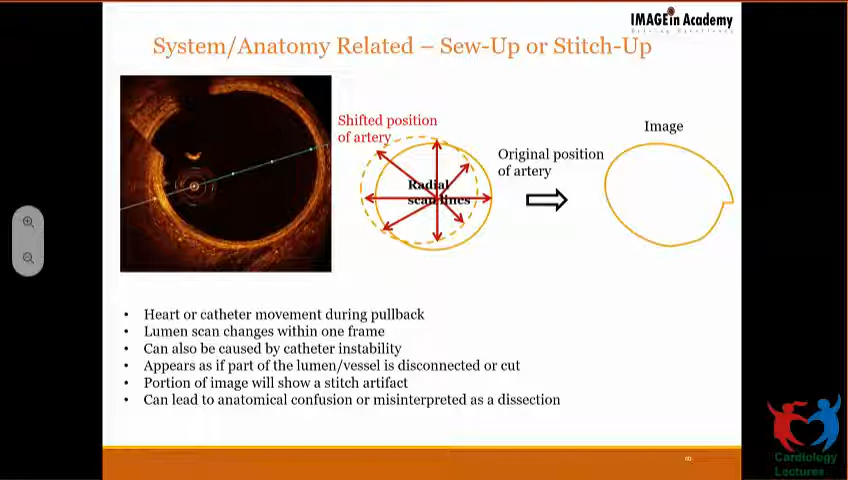 IMAGEin Academy
System/Anatomy Related – Sew-Up or Stitch-Up
Shifted position
of artery
Radial
scan lines
Original position
of artery
Image
• Heart or catheter movement during pullback
• Lumen scan changes within one frame
• Can also be caused by catheter instability
• Appears as if part of the lumen/vessel is disconnected or cut
• Portion of image will show a stitch artifact
• Can lead to anatomical confusion or misinterpreted as a dissection
Cardiology
Lectures